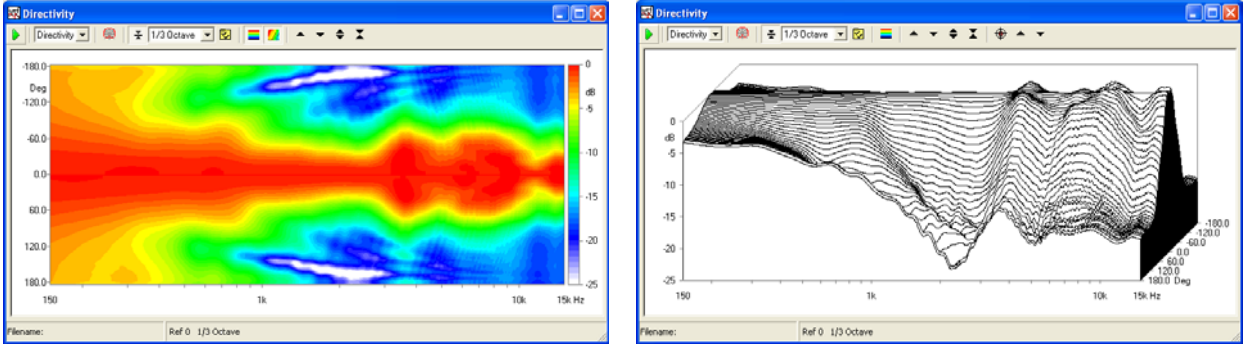 Directivity
Directivity 1/3 Octave
-180.0
Deg
-120.0
-60.0
0.0
60.0
120.0
180.0
150 1k 10k 15k Hz
0
dB
-5
-10
-15
-20
-25
Filename: Ref 0 1/3 Octave
Directivity
Directivity 1/3 Octave
0
dB
-5
-10
-15
-20
-25
-180.0
-120.0
-60.0
0.0
60.0
120.0
180.0 Deg
150 1k 10k 15k Hz
Filename: Ref 0 1/3 Octave